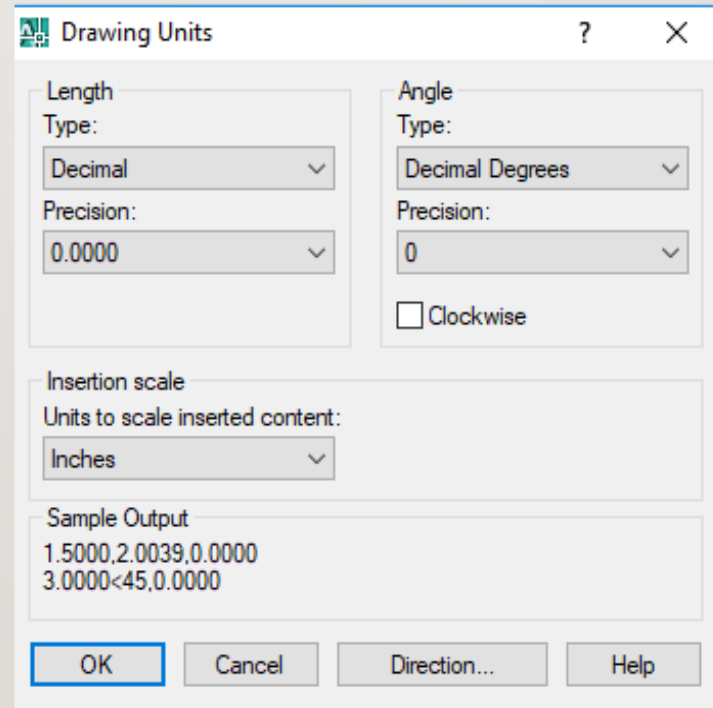 Drawing Units
Length
Type:
Decimal
Precision:
0.0000
Angle
Type:
Decimal Degrees
Precision:
0
Clockwise
Insertion scale
Units to scale inserted content:
Inches
Sample Output
1.5000,2.0039,0.0000
3.0000<45,0.0000
OK Cancel Direction... Help